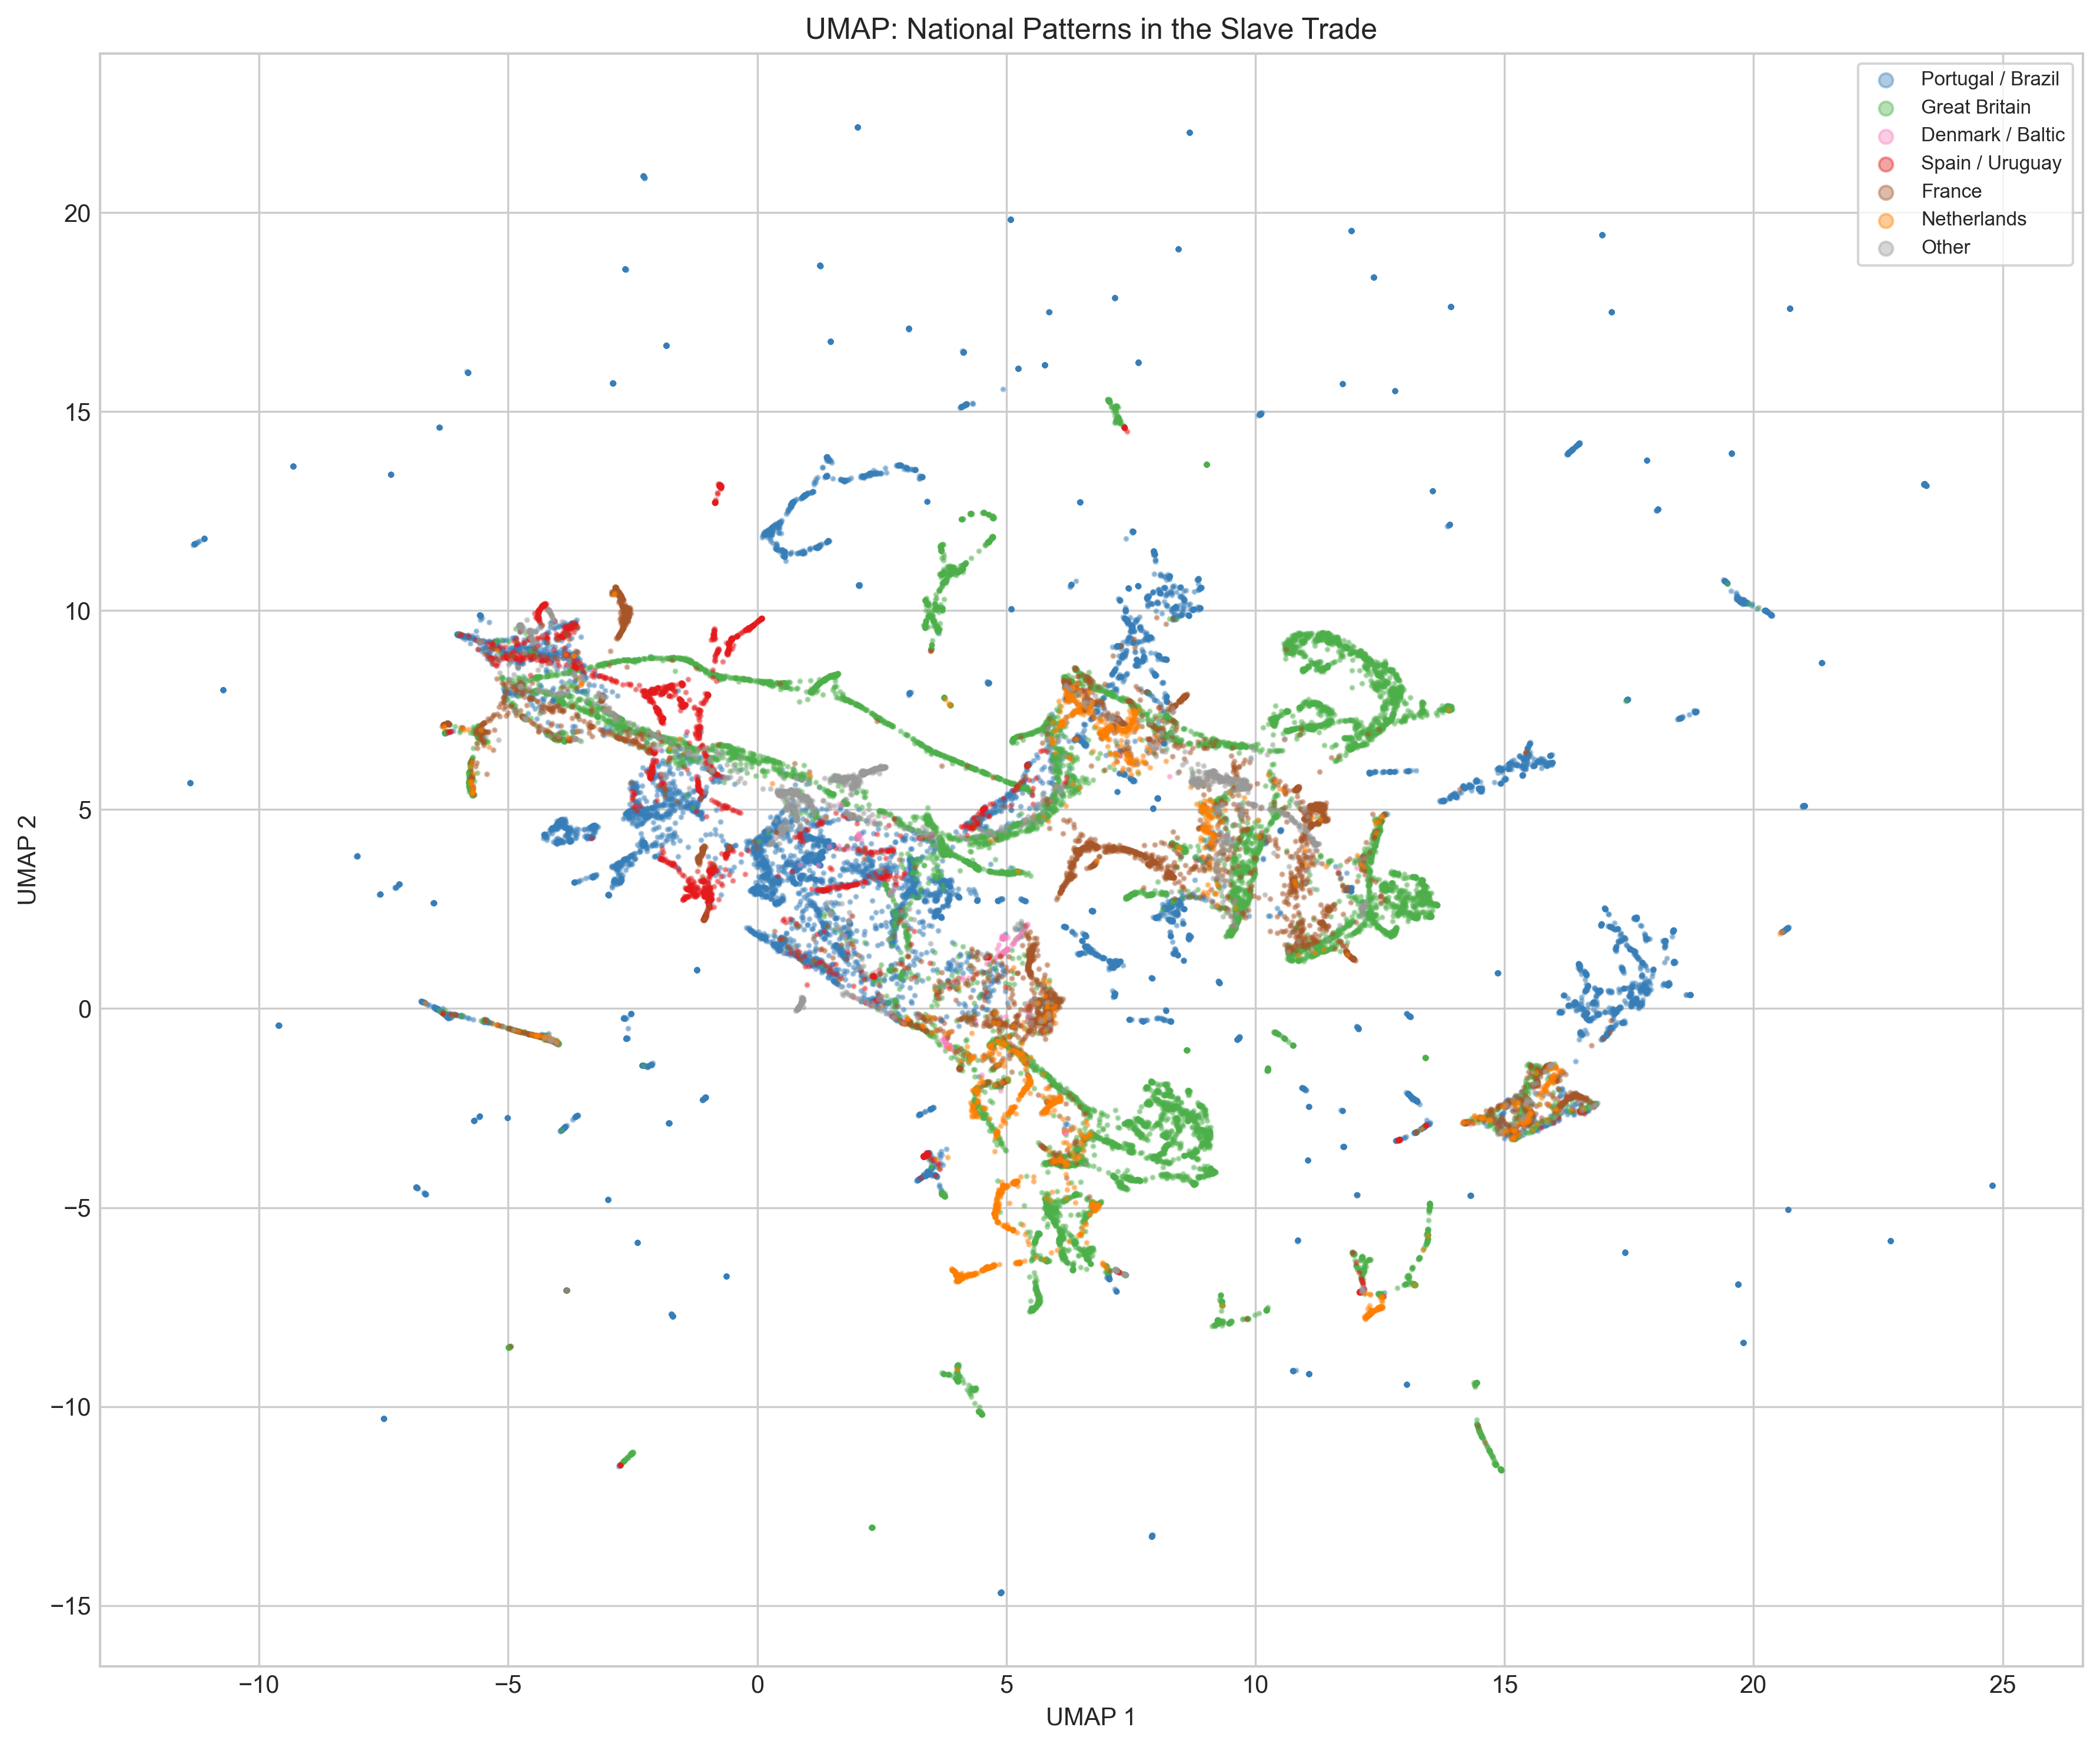 UMAP: National Patterns in the Slave Trade
Portugal / Brazil
Great Britain
Denmark / Baltic
Spain / Uruguay
France
Netherlands
Other
20
15
10
5
0
−5
−10
−15
UMAP 2
−10
−5
0
5
10
15
20
25
UMAP 1